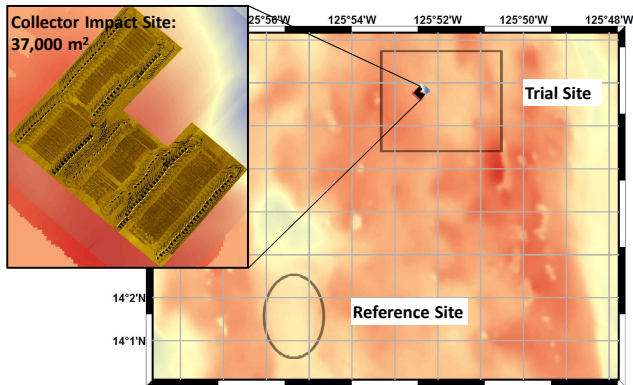 Collector Impact Site:
37,000 m²
125°56'W 125°54'W 125°52'W 125°50'W 125°48'W
Trial Site
14°2'N
Reference Site
14°1'N